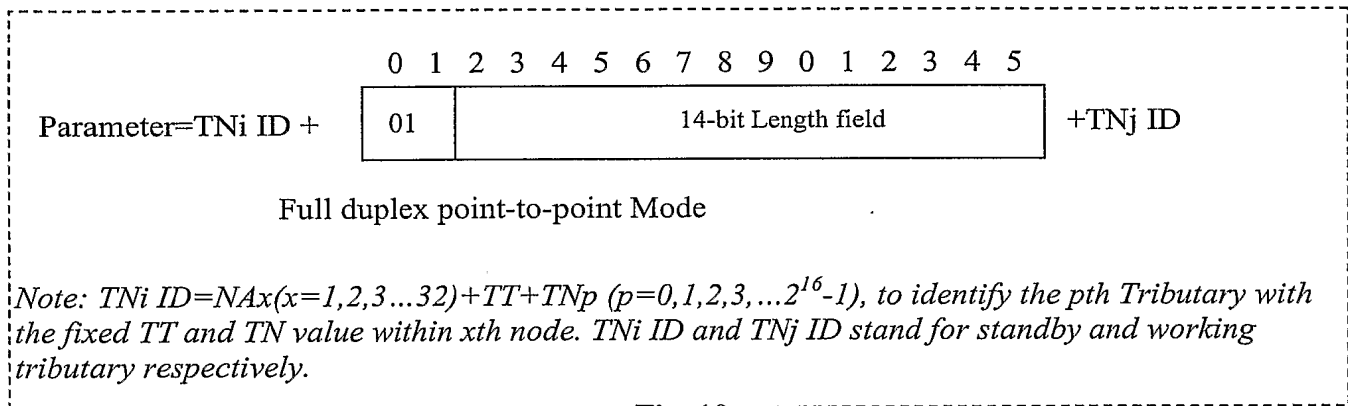 0 1 2 3 4 5 6 7 8 9 0 1 2 3 4 5
Parameter=TNi ID + 01 14-bit Length field +TNj ID
Full duplex point-to-point Mode
Note: TNi ID=NAx(x=1,2,3...32)+TT+TNp (p=0,1,2,3,...2^16-1), to identify the pth Tributary with
the fixed TT and TN value within xth node. TNi ID and TNj ID stand for standby and working
tributary respectively.